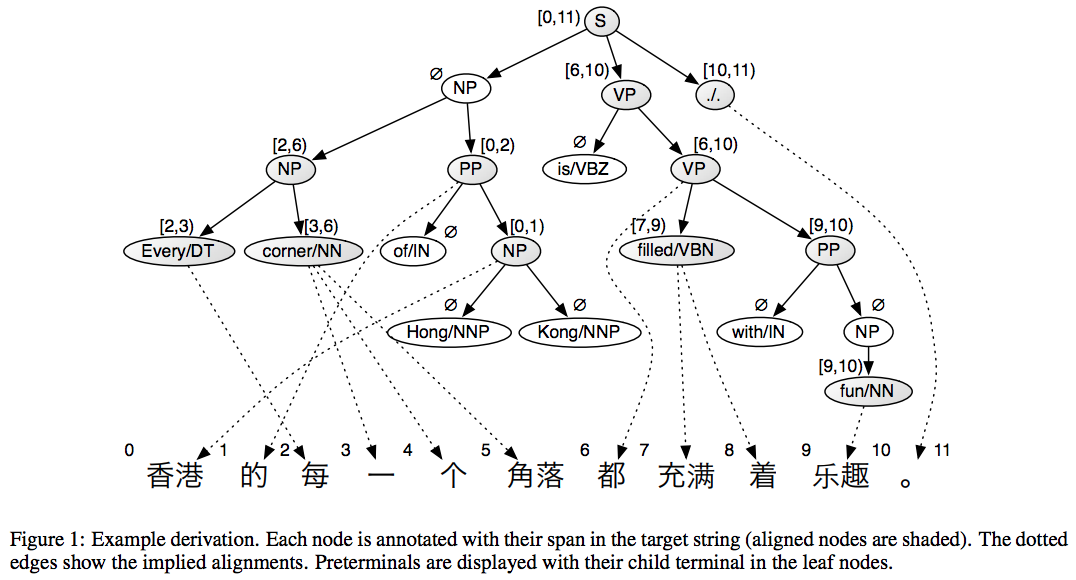 [0,11) S
∅ NP [6,10) VP [10,11) ./.
[2,6) NP [0,2) PP ∅ is/VBZ [6,10) VP
[2,3) Every/DT [3,6) corner/NN of/IN ∅ [0,1) NP [7,9) filled/VBN [9,10) PP
∅ Hong/NNP ∅ Kong/NNP ∅ with/IN ∅ NP
[9,10) fun/NN
0 1 2 3 4 5 6 7 8 9 10 11
香港 的 每 一 个 角落 都 充满 着 乐趣 。
Figure 1: Example derivation. Each node is annotated with their span in the target string (aligned nodes are shaded). The dotted
edges show the implied alignments. Preterminals are displayed with their child terminal in the leaf nodes.